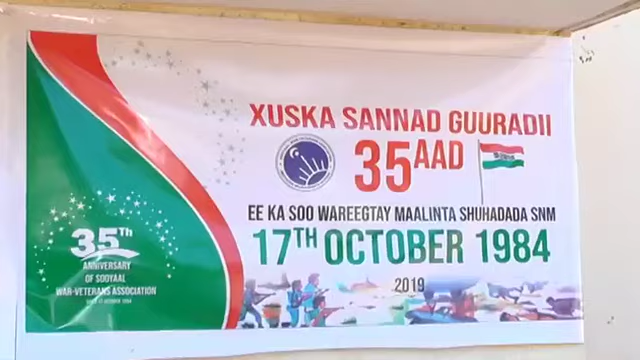 XUSKA SANNAD GUURADII
35AAD
EE KA SOO WAREEGTAY MAALINTA SHUHADADA SNM
17TH OCTOBER 1984
2019
35Th
ANNIVERSARY
OF SOOYAAL
WAR-VETERANS ASSOCIATION